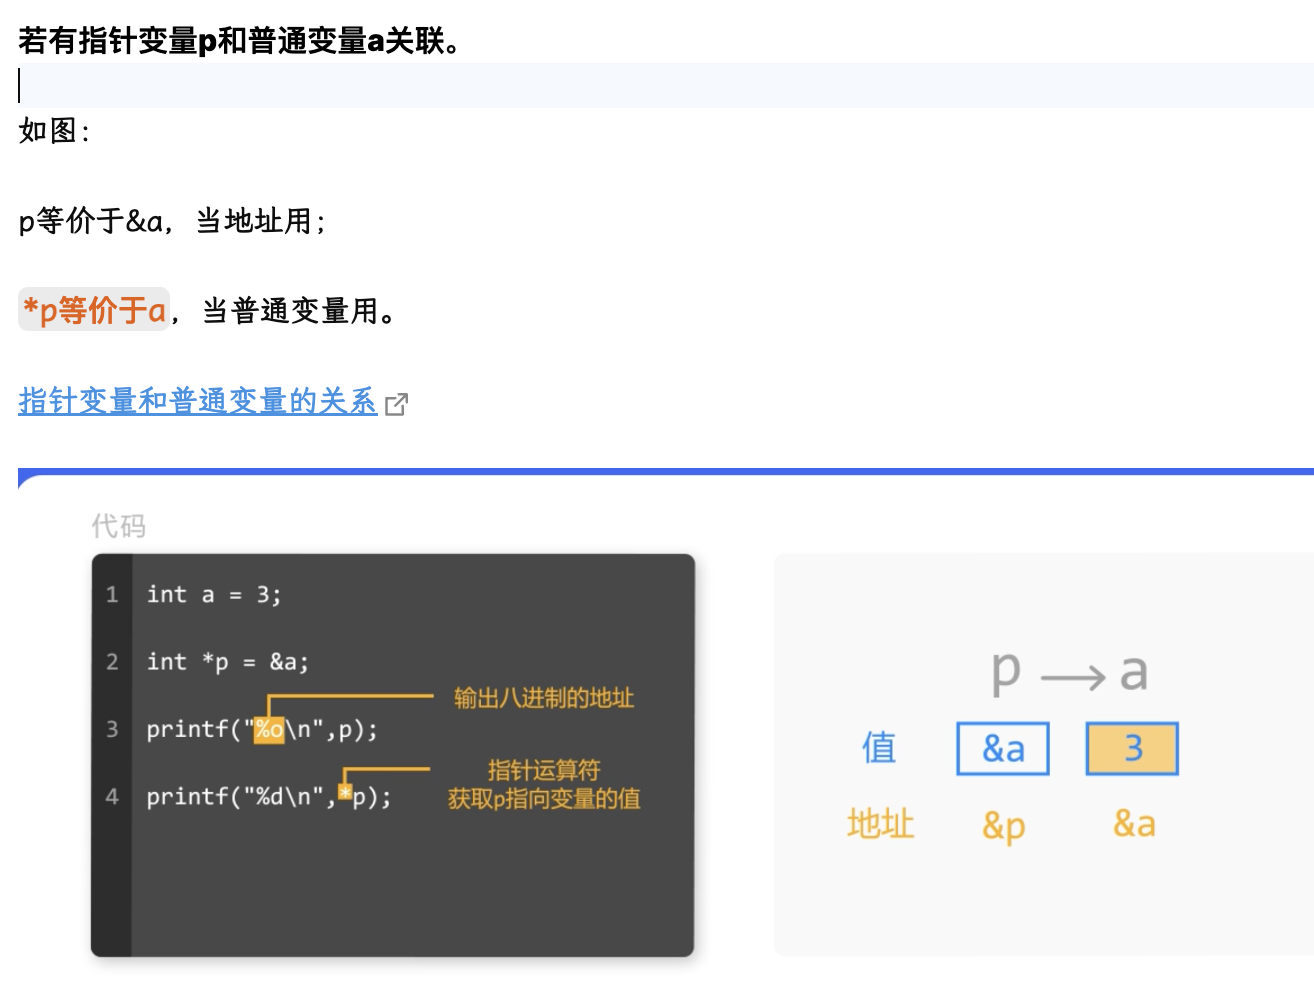 若有指针变量p和普通变量a关联。
如图：
p等价于&a，当地址用；
*p等价于a，当普通变量用。
指针变量和普通变量的关系
代码
1 int a = 3;
2 int *p = &a;
输出八进制的地址
3 printf("%o\n",p);
指针运算符
4 printf("%d\n",*p);
获取p指向变量的值
p → a
值 &a 3
地址 &p &a